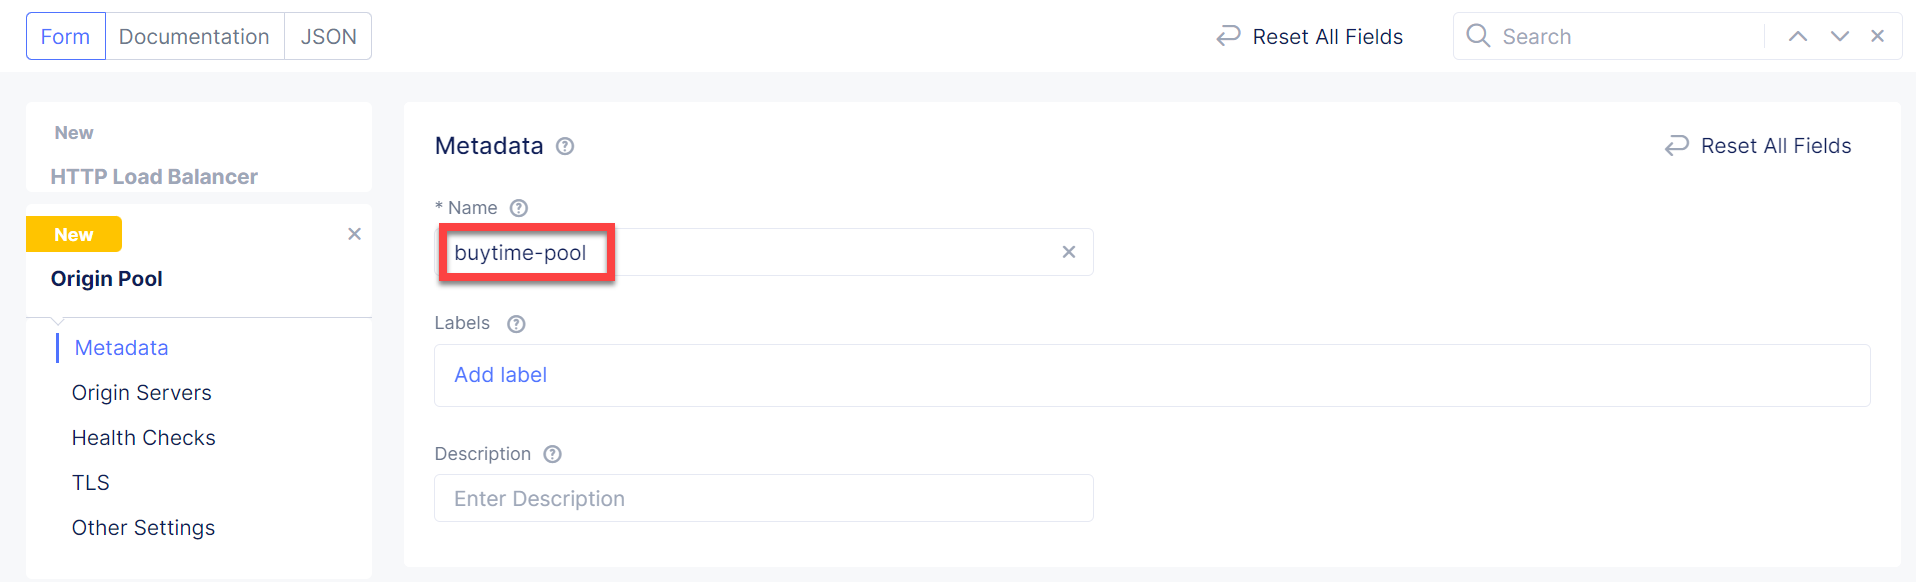 Form Documentation JSON Reset All Fields Search
New
HTTP Load Balancer
New
Origin Pool
Metadata
Origin Servers
Health Checks
TLS
Other Settings
Metadata Reset All Fields
* Name
buytime-pool
Labels
Add label
Description
Enter Description